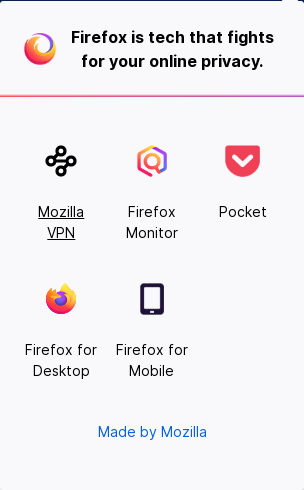 Firefox is tech that fights
for your online privacy.
Mozilla
VPN
Firefox
Monitor
Pocket
Firefox for
Desktop
Firefox for
Mobile
Made by Mozilla